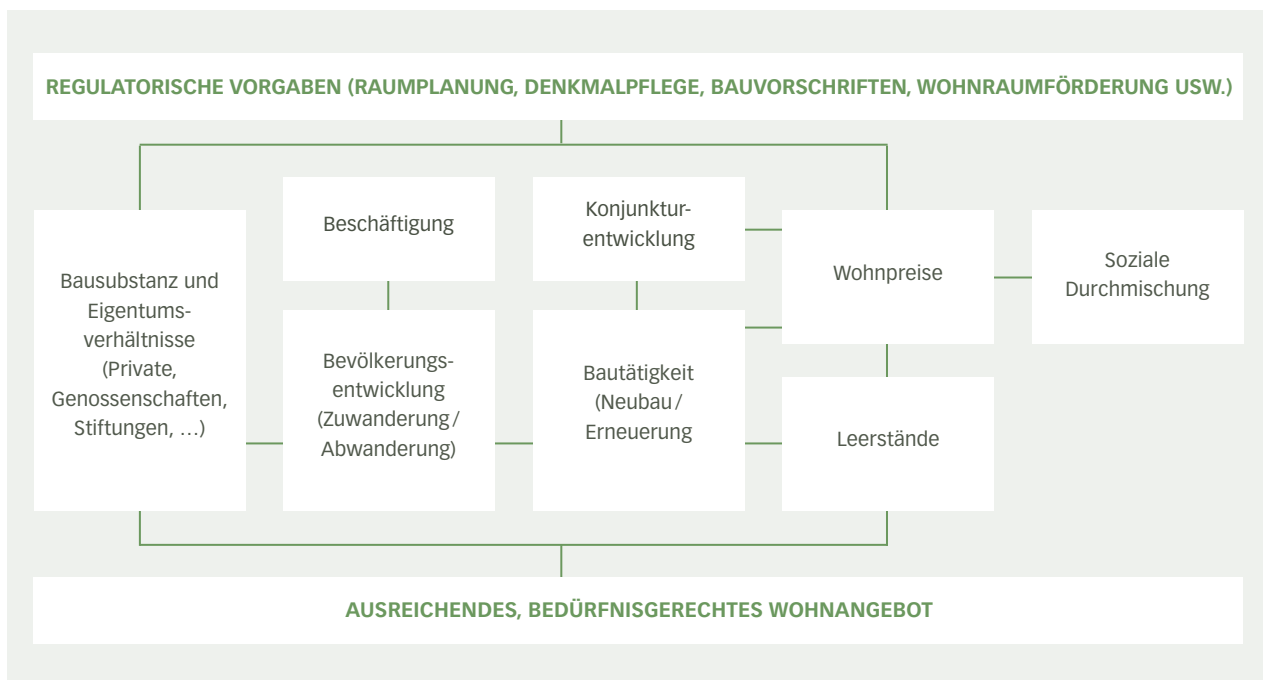 REGULATORISCHE VORGABEN (RAUMPLANUNG, DENKMALPFLEGE, BAUVORSCHRIFTEN, WOHNRAUMFÖRDERUNG USW.)
Bausubstanz und
Eigentums-
verhältnisse
(Private,
Genossenschaften,
Stiftungen, …)
Beschäftigung
Bevölkerungs-
entwicklung
(Zuwanderung /
Abwanderung)
Konjunktur-
entwicklung
Bautätigkeit
(Neubau /
Erneuerung
Wohnpreise
Leerstände
Soziale
Durchmischung
AUSREICHENDES, BEDÜRFNISGERECHTES WOHNANGEBOT